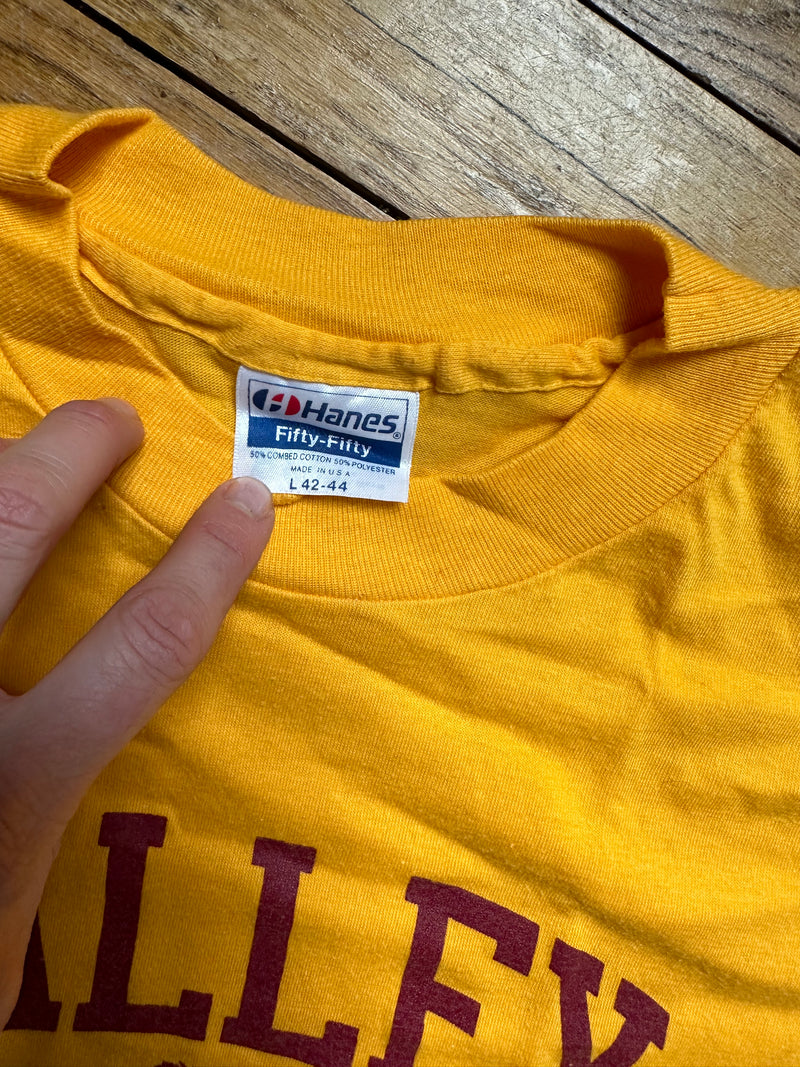 Hanes®
Fifty-Fifty
50% COMBED COTTON 50% POLYESTER
MADE IN U S A
L 42-44
ALLEY